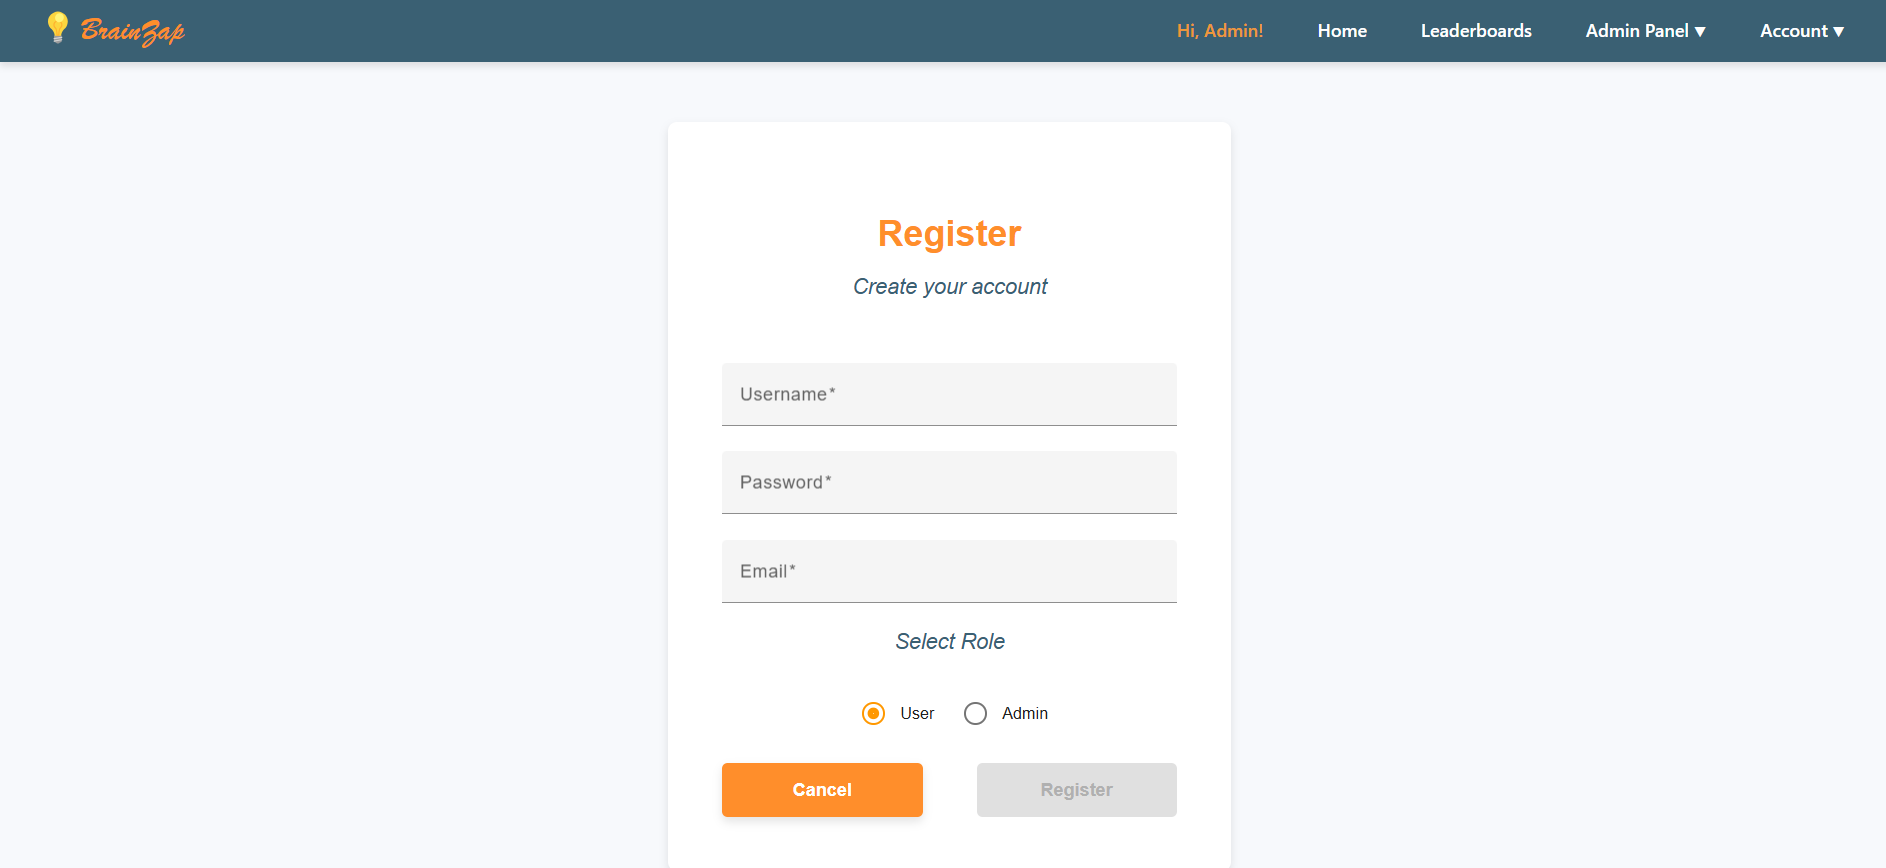 BrainZap
Hi, Admin! Home Leaderboards Admin Panel ▼ Account ▼
Register
Create your account
Username*
Password*
Email*
Select Role
User Admin
Cancel Register